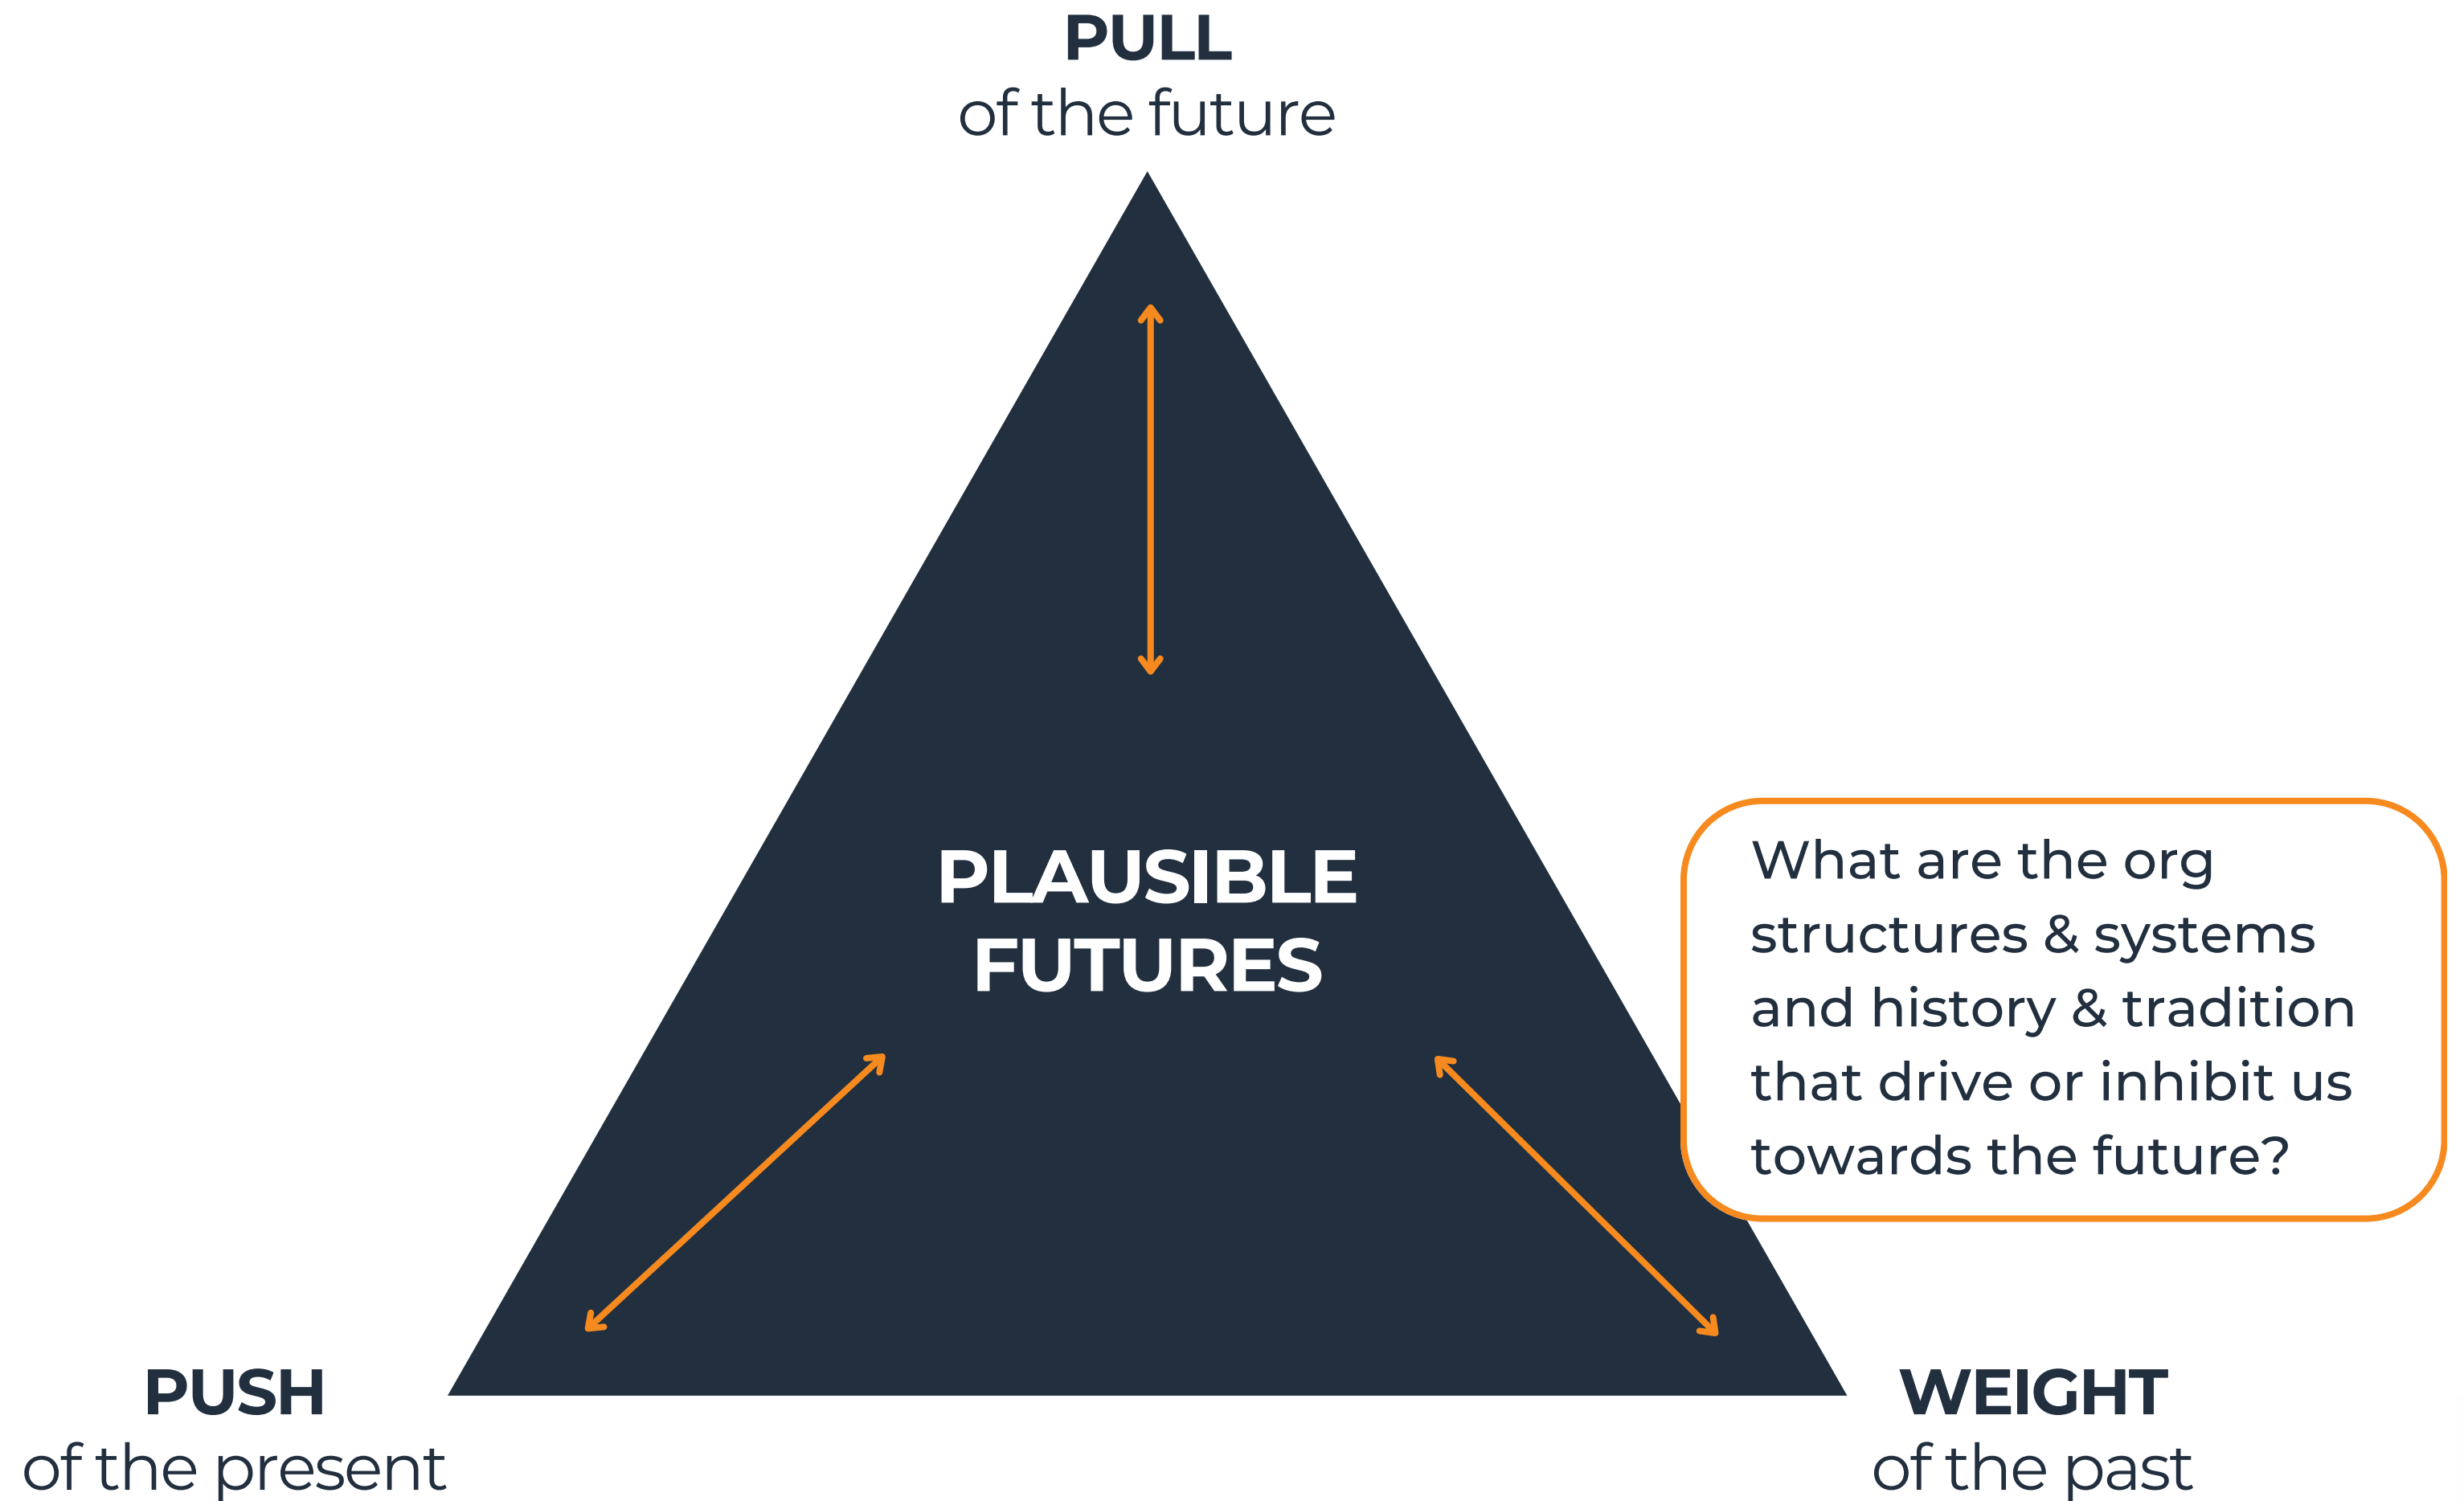 PULL
of the future
PLAUSIBLE
FUTURES
What are the org
structures & systems
and history & tradition
that drive or inhibit us
towards the future?
PUSH
of the present
WEIGHT
of the past